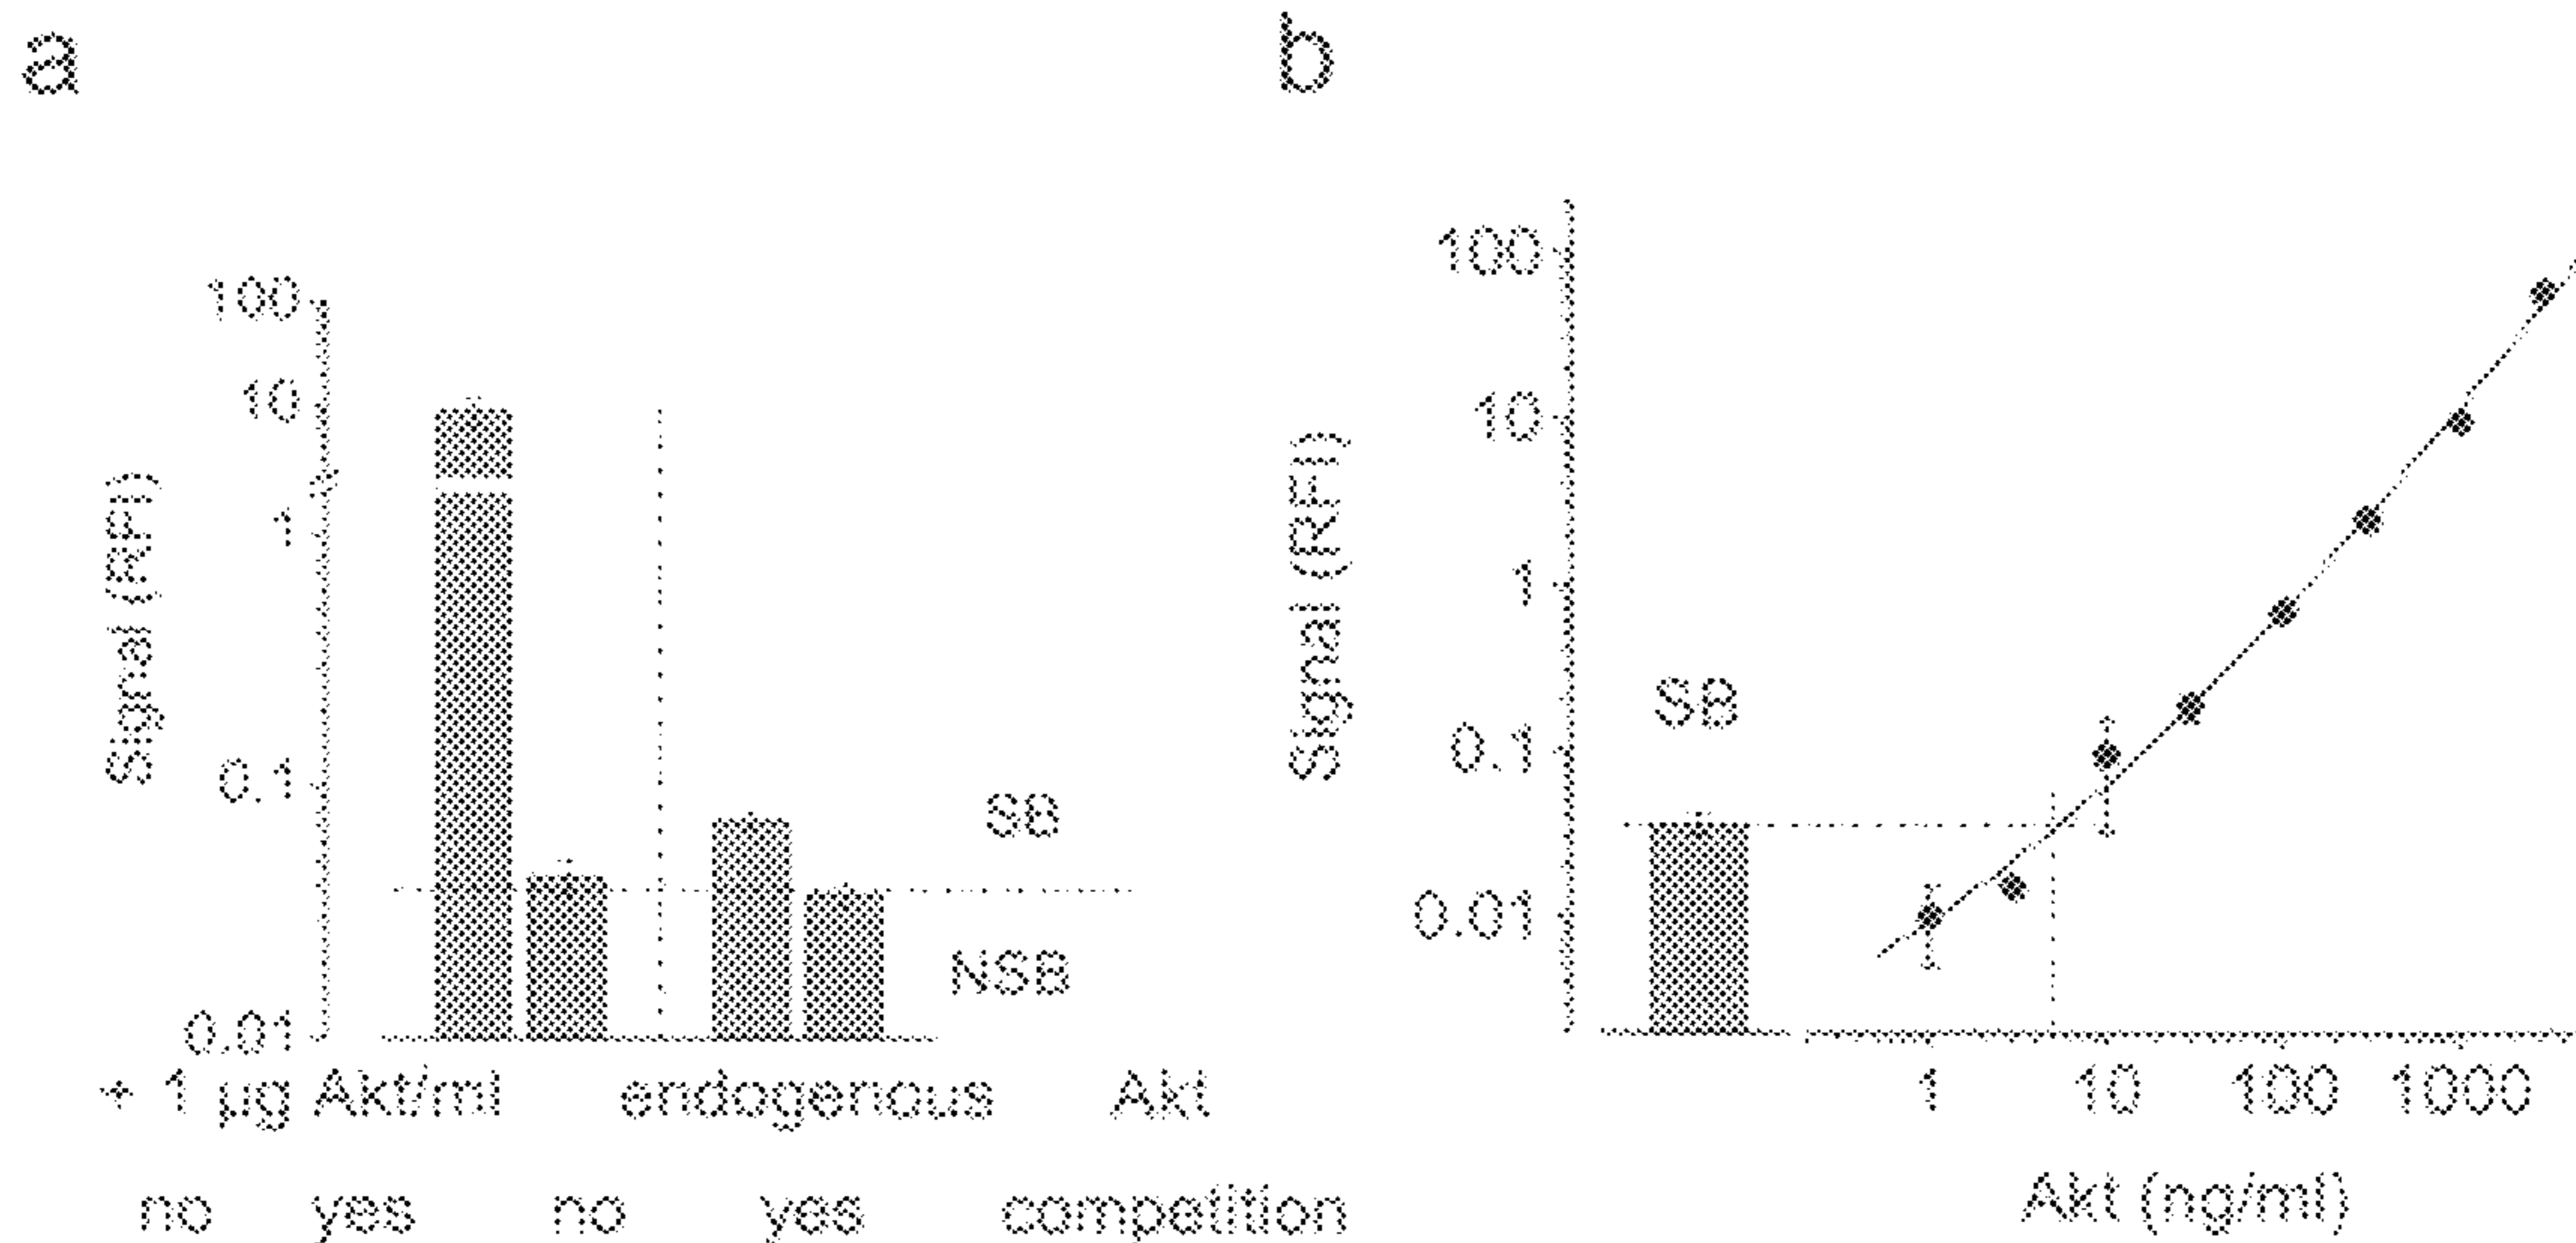 a
b
100
10
1
0.1
0.01
Signal (RFI)
SB
NSB
+ 1 µg Akt/ml endogenous Akt
no yes no yes competition
100
10
1
0.1
0.01
Signal (RFI)
SB
1 10 100 1000
Akt (ng/ml)